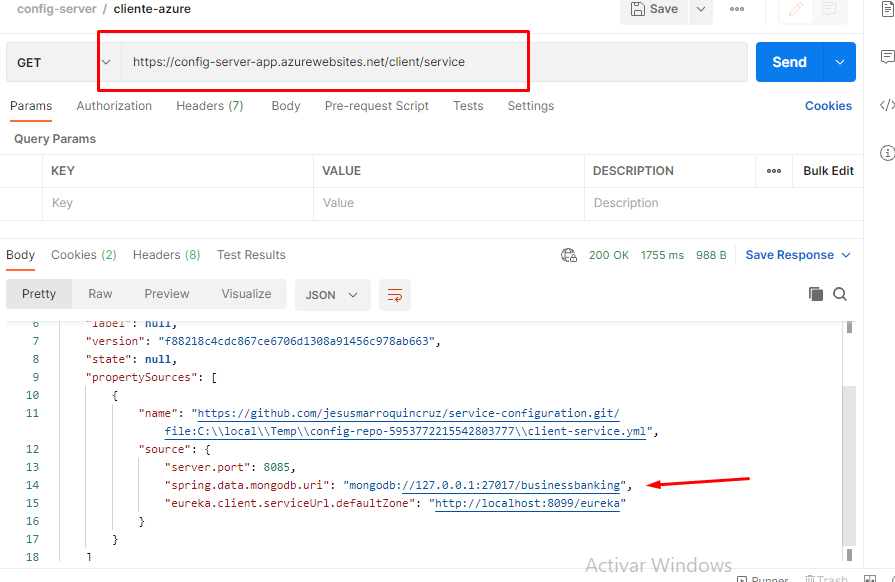 config-server / cliente-azure
Save
GET
https://config-server-app.azurewebsites.net/client/service
Send
Params Authorization Headers (7) Body Pre-request Script Tests Settings Cookies
Query Params
KEY VALUE DESCRIPTION Bulk Edit
Key Value Description
Body Cookies (2) Headers (8) Test Results 200 OK 1755 ms 988 B Save Response
Pretty Raw Preview Visualize JSON
6 "label": null,
7 "version": "f88218c4cdc867ce6706d1308a91456c978ab663",
8 "state": null,
9 "propertySources": [
10 {
11 "name": "https://github.com/jesusmarroquincruz/service-configuration.git/
file:C:\\local\\Temp\\config-repo-5953772215542803777\\client-service.yml",
12 "source": {
13 "server.port": 8085,
14 "spring.data.mongodb.uri": "mongodb://127.0.0.1:27017/businessbanking",
15 "eureka.client.serviceUrl.defaultZone": "http://localhost:8099/eureka"
16 }
17 }
18 ]
Activar Windows
Runner Trash